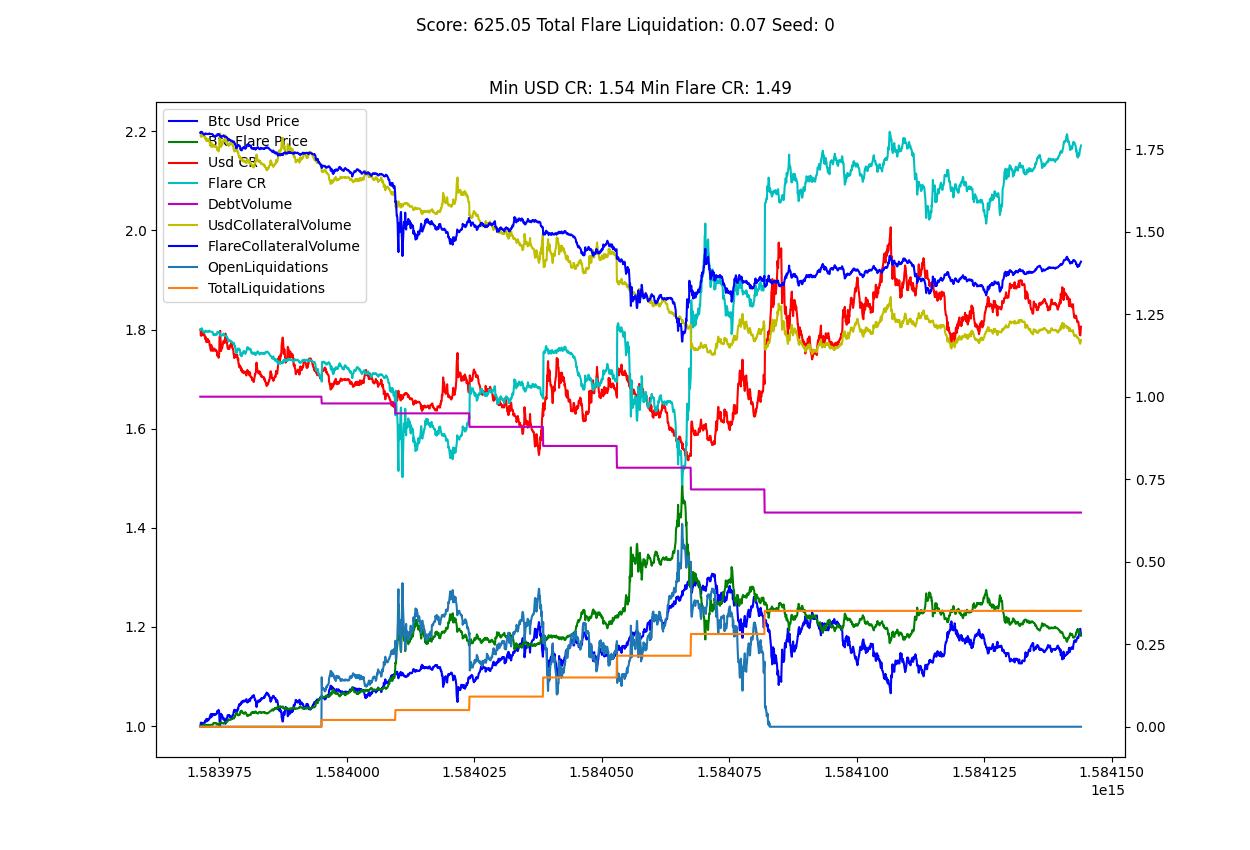 Score: 625.05 Total Flare Liquidation: 0.07 Seed: 0
Min USD CR: 1.54 Min Flare CR: 1.49
Btc Usd Price
Btc Flare Price
Usd CR
Flare CR
DebtVolume
UsdCollateralVolume
FlareCollateralVolume
OpenLiquidations
TotalLiquidations
2.2
2.0
1.8
1.6
1.4
1.2
1.0
1.75
1.50
1.25
1.00
0.75
0.50
0.25
0.00
1.583975 1.584000 1.584025 1.584050 1.584075 1.584100 1.584125 1.584150
1e15